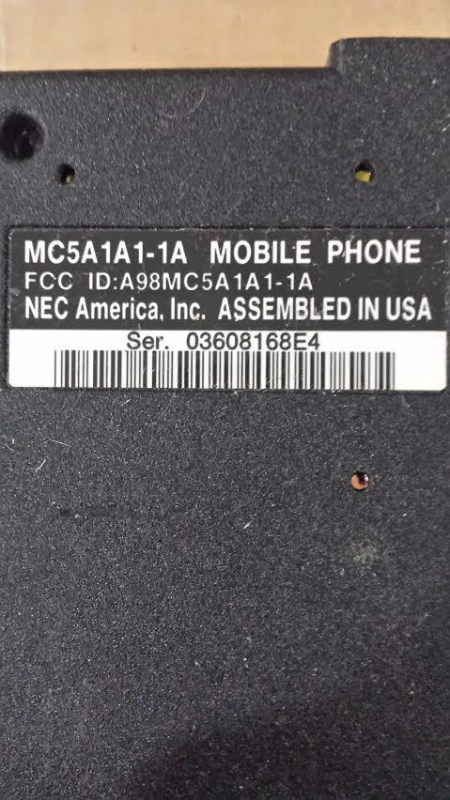 MC5A1A1-1A MOBILE PHONE
FCC ID:A98MC5A1A1-1A
NEC America, Inc. ASSEMBLED IN USA
Ser. 03608168E4